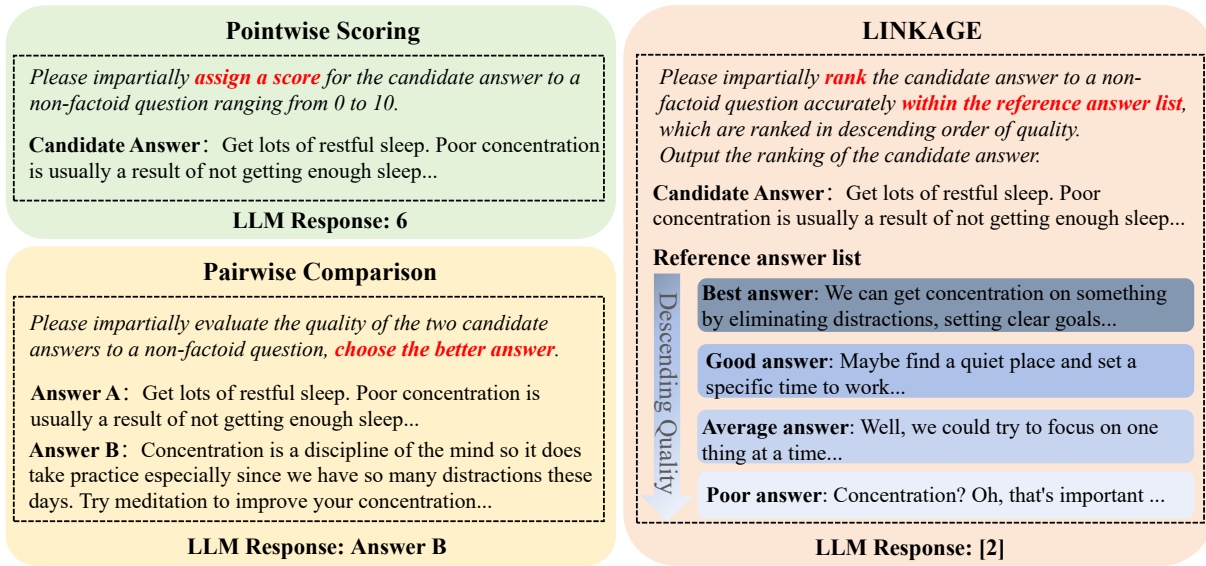 Pointwise Scoring
Please impartially assign a score for the candidate answer to a
non-factoid question ranging from 0 to 10.
Candidate Answer: Get lots of restful sleep. Poor concentration
is usually a result of not getting enough sleep...
LLM Response: 6
Pairwise Comparison
Please impartially evaluate the quality of the two candidate
answers to a non-factoid question, choose the better answer.
Answer A: Get lots of restful sleep. Poor concentration is
usually a result of not getting enough sleep...
Answer B: Concentration is a discipline of the mind so it does
take practice especially since we have so many distractions these
days. Try meditation to improve your concentration...
LLM Response: Answer B
LINKAGE
Please impartially rank the candidate answer to a non-
factoid question accurately within the reference answer list,
which are ranked in descending order of quality.
Output the ranking of the candidate answer.
Candidate Answer: Get lots of restful sleep. Poor
concentration is usually a result of not getting enough sleep...
Reference answer list
Descending Quality
Best answer: We can get concentration on something
by eliminating distractions, setting clear goals...
Good answer: Maybe find a quiet place and set a
specific time to work...
Average answer: Well, we could try to focus on one
thing at a time...
Poor answer: Concentration? Oh, that's important ...
LLM Response: [2]